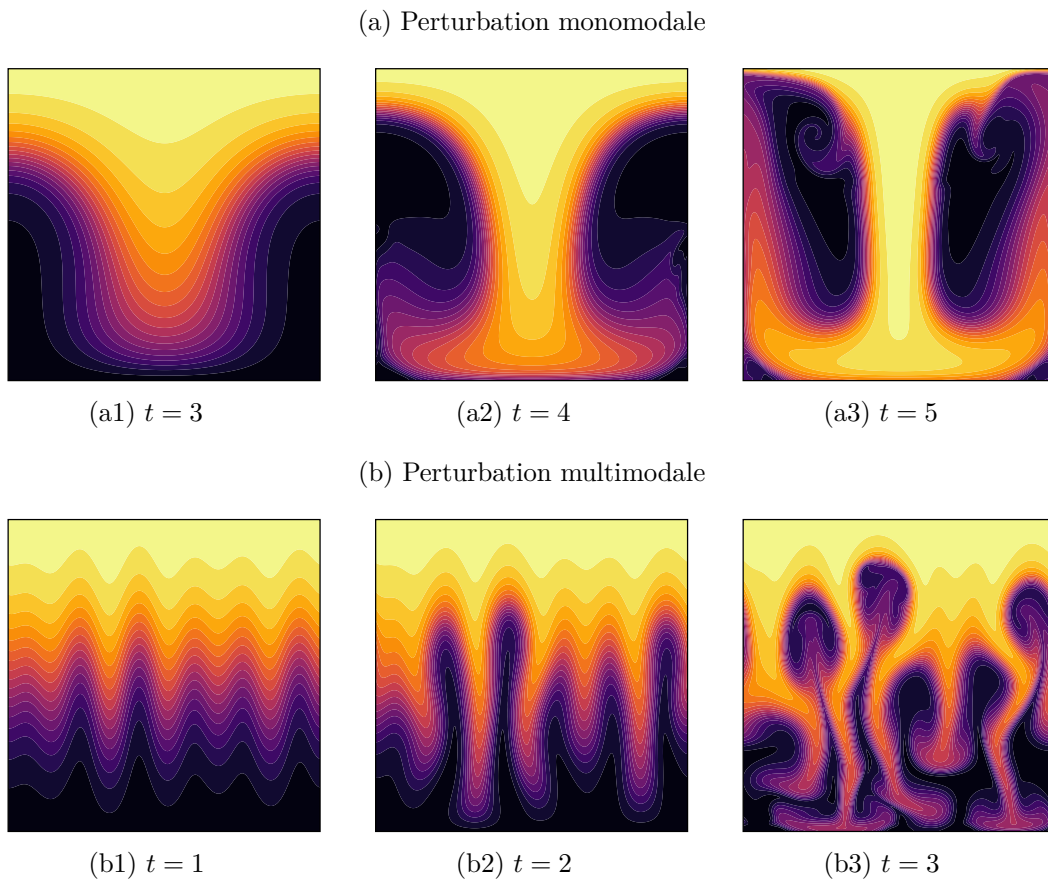 (a) Perturbation monomodale
(a1) t = 3
(a2) t = 4
(a3) t = 5
(b) Perturbation multimodale
(b1) t = 1
(b2) t = 2
(b3) t = 3